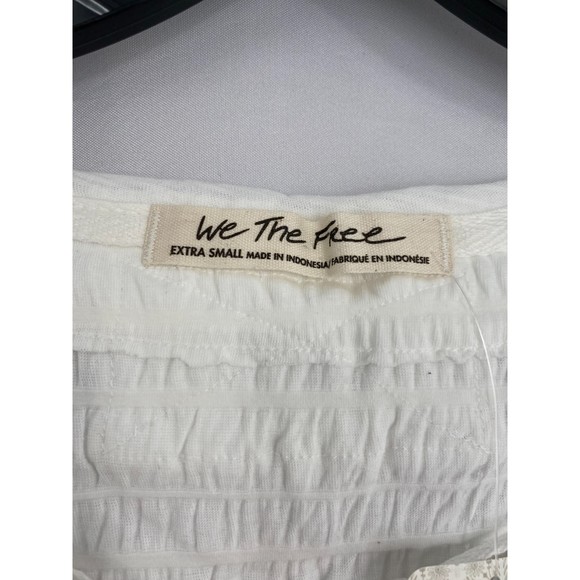 We The Free
EXTRA SMALL MADE IN INDONESIA/FABRIQUÉ EN INDONÉSIE